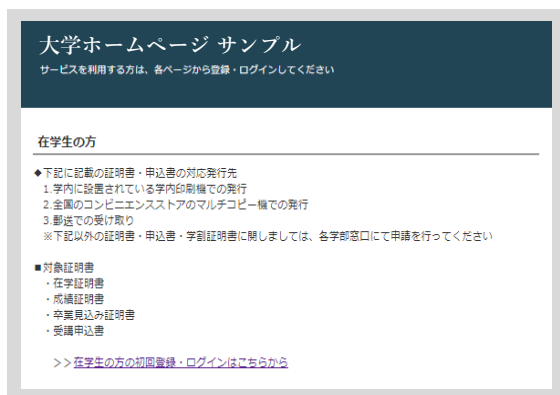 大学ホームページ サンプル
サービスを利用する方は、各ページから登録・ログインしてください
在学生の方
◆下記に記載の証明書・申込書の対応発行先
1.学内に設置されている学内印刷機での発行
2.全国のコンビニエンスストアのマルチコピー機での発行
3.郵送での受け取り
※下記以外の証明書・申込書・学割証明書に開しましては、各学部窓口にて申請を行ってください
■対象証明書
・在学証明書
・成績証明書
・卒業見込み証明書
・受講申込書
>>在学生の方の初回登録・ログインはこちらから